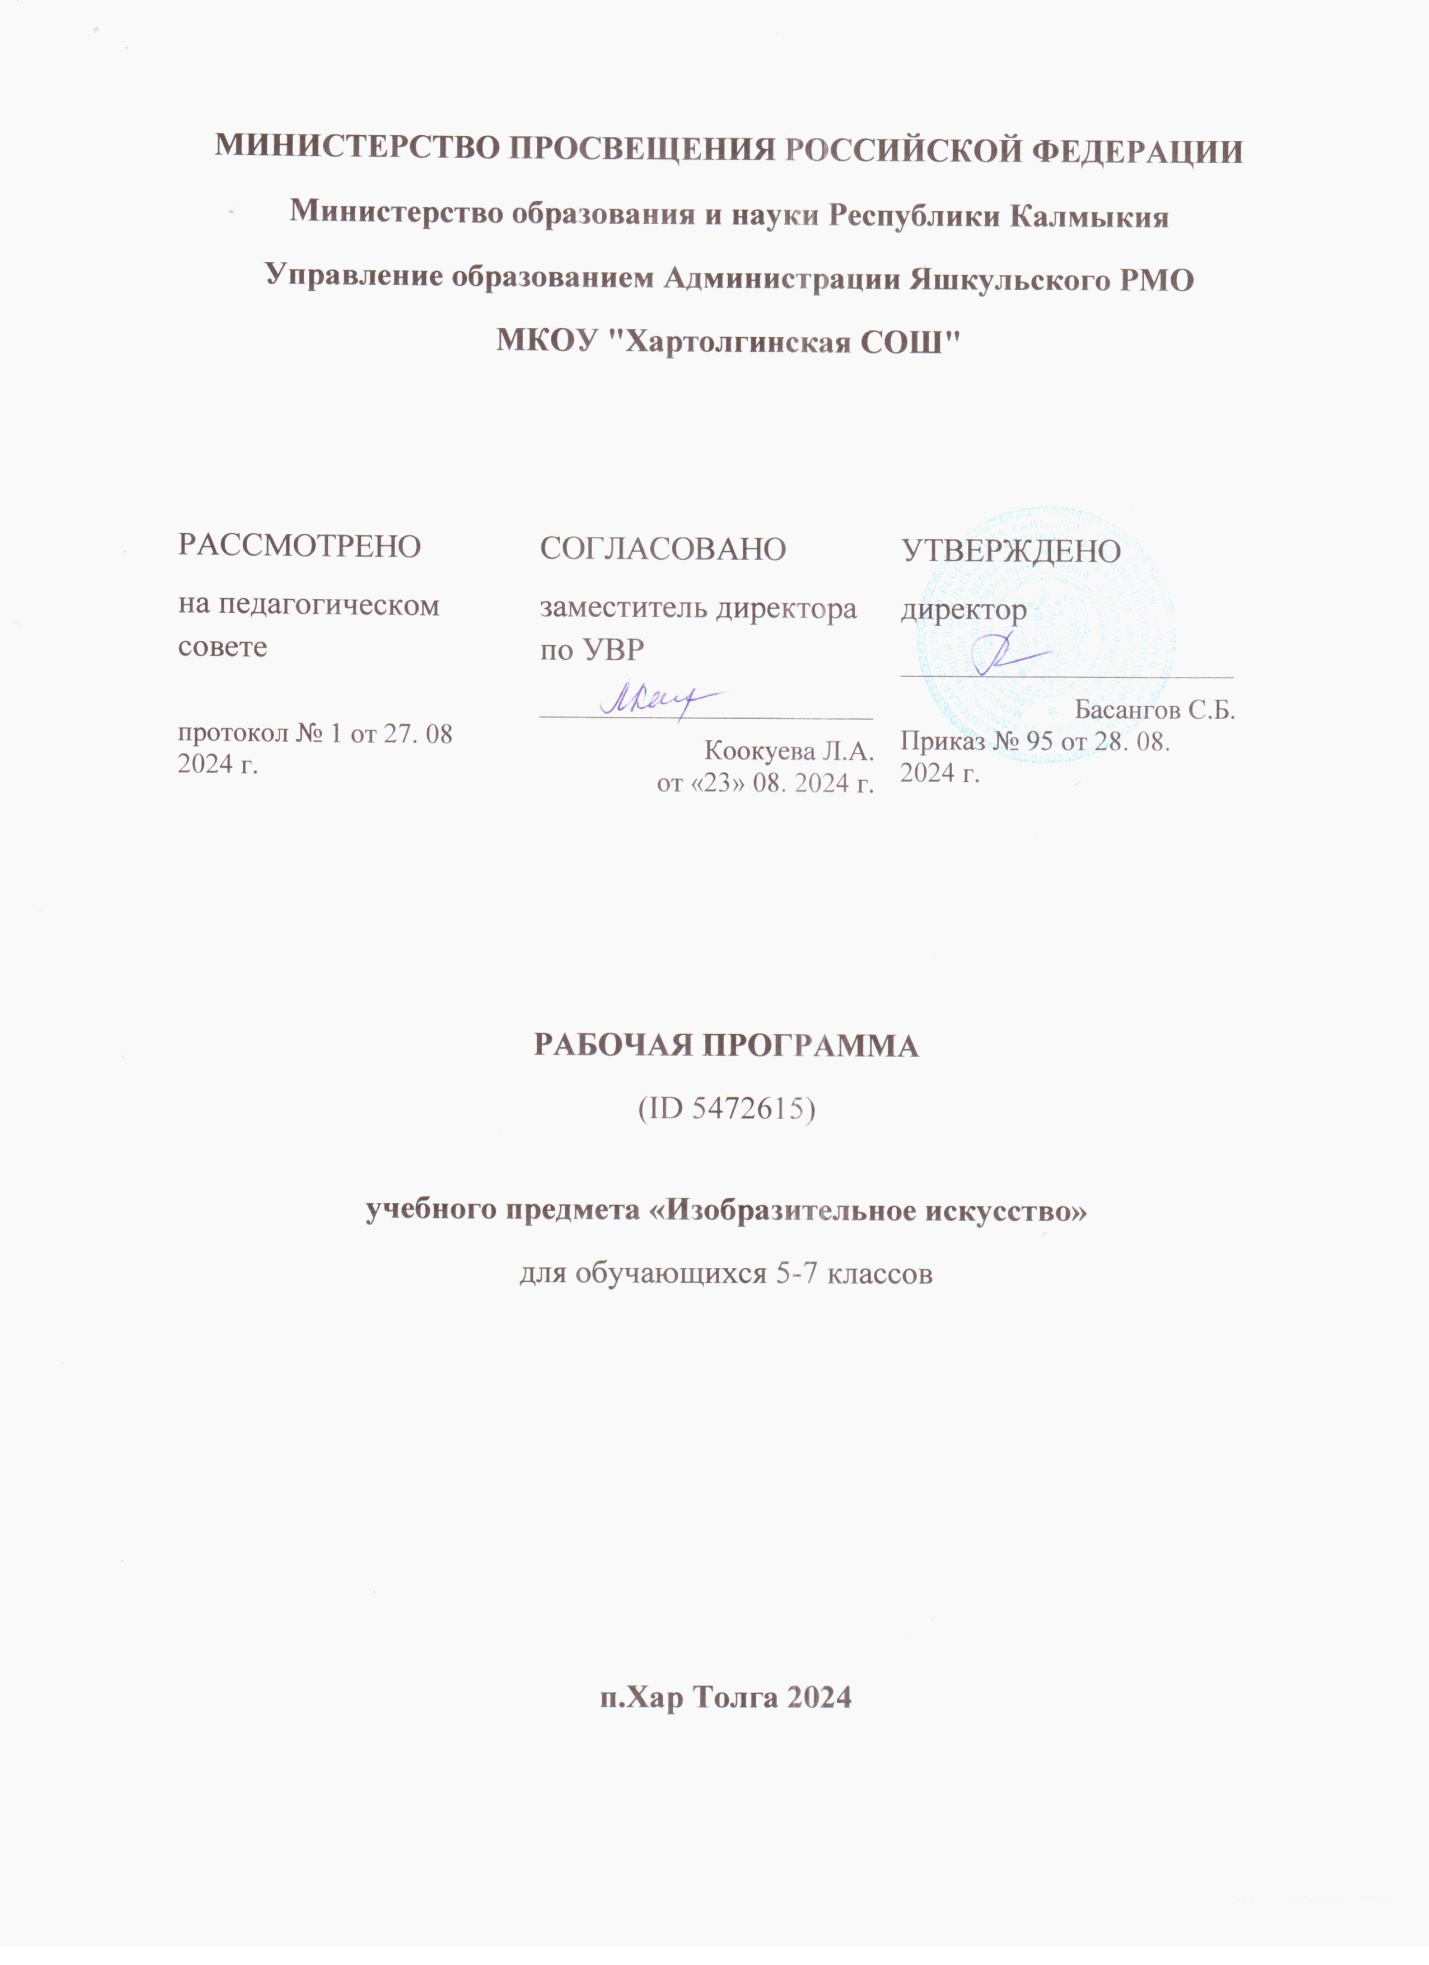 МИНИСТЕРСТВО ПРОСВЕЩЕНИЯ РОССИЙСКОЙ ФЕДЕРАЦИИ
Министерство образования и науки Республики Калмыкия
Управление образованием Администрации Яшкульского РМО
МКОУ "Хартолгинская СОШ"
РАССМОТРЕНО
на педагогическом
совете
протокол № 1 от 27. 08
2024 г.
СОГЛАСОВАНО
заместитель директора
по УВР
Коокуева Л.А.
от «23» 08. 2024 г.
УТВЕРЖДЕНО
директор
Басангов С.Б.
Приказ № 95 от 28. 08.
2024 г.
РАБОЧАЯ ПРОГРАММА
(ID 5472615)
учебного предмета «Изобразительное искусство»
для обучающихся 5-7 классов
п.Хар Толга 2024